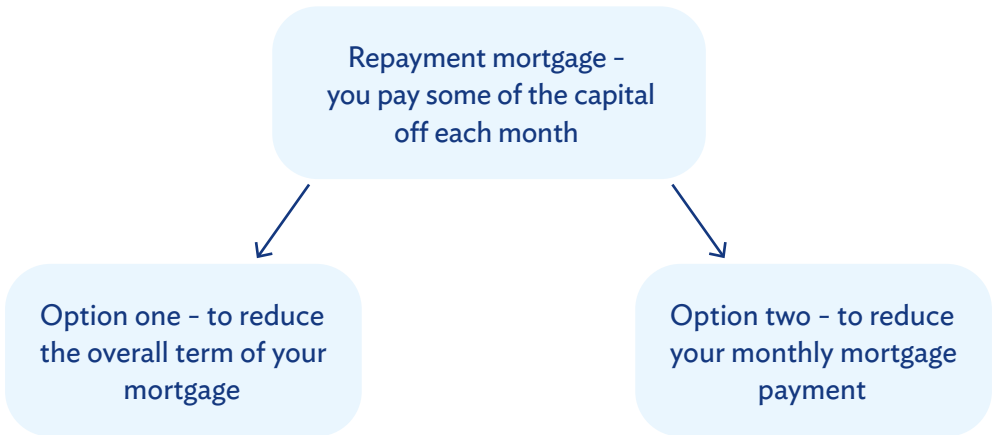 Repayment mortgage –
you pay some of the capital
off each month
Option one – to reduce
the overall term of your
mortgage
Option two – to reduce
your monthly mortgage
payment